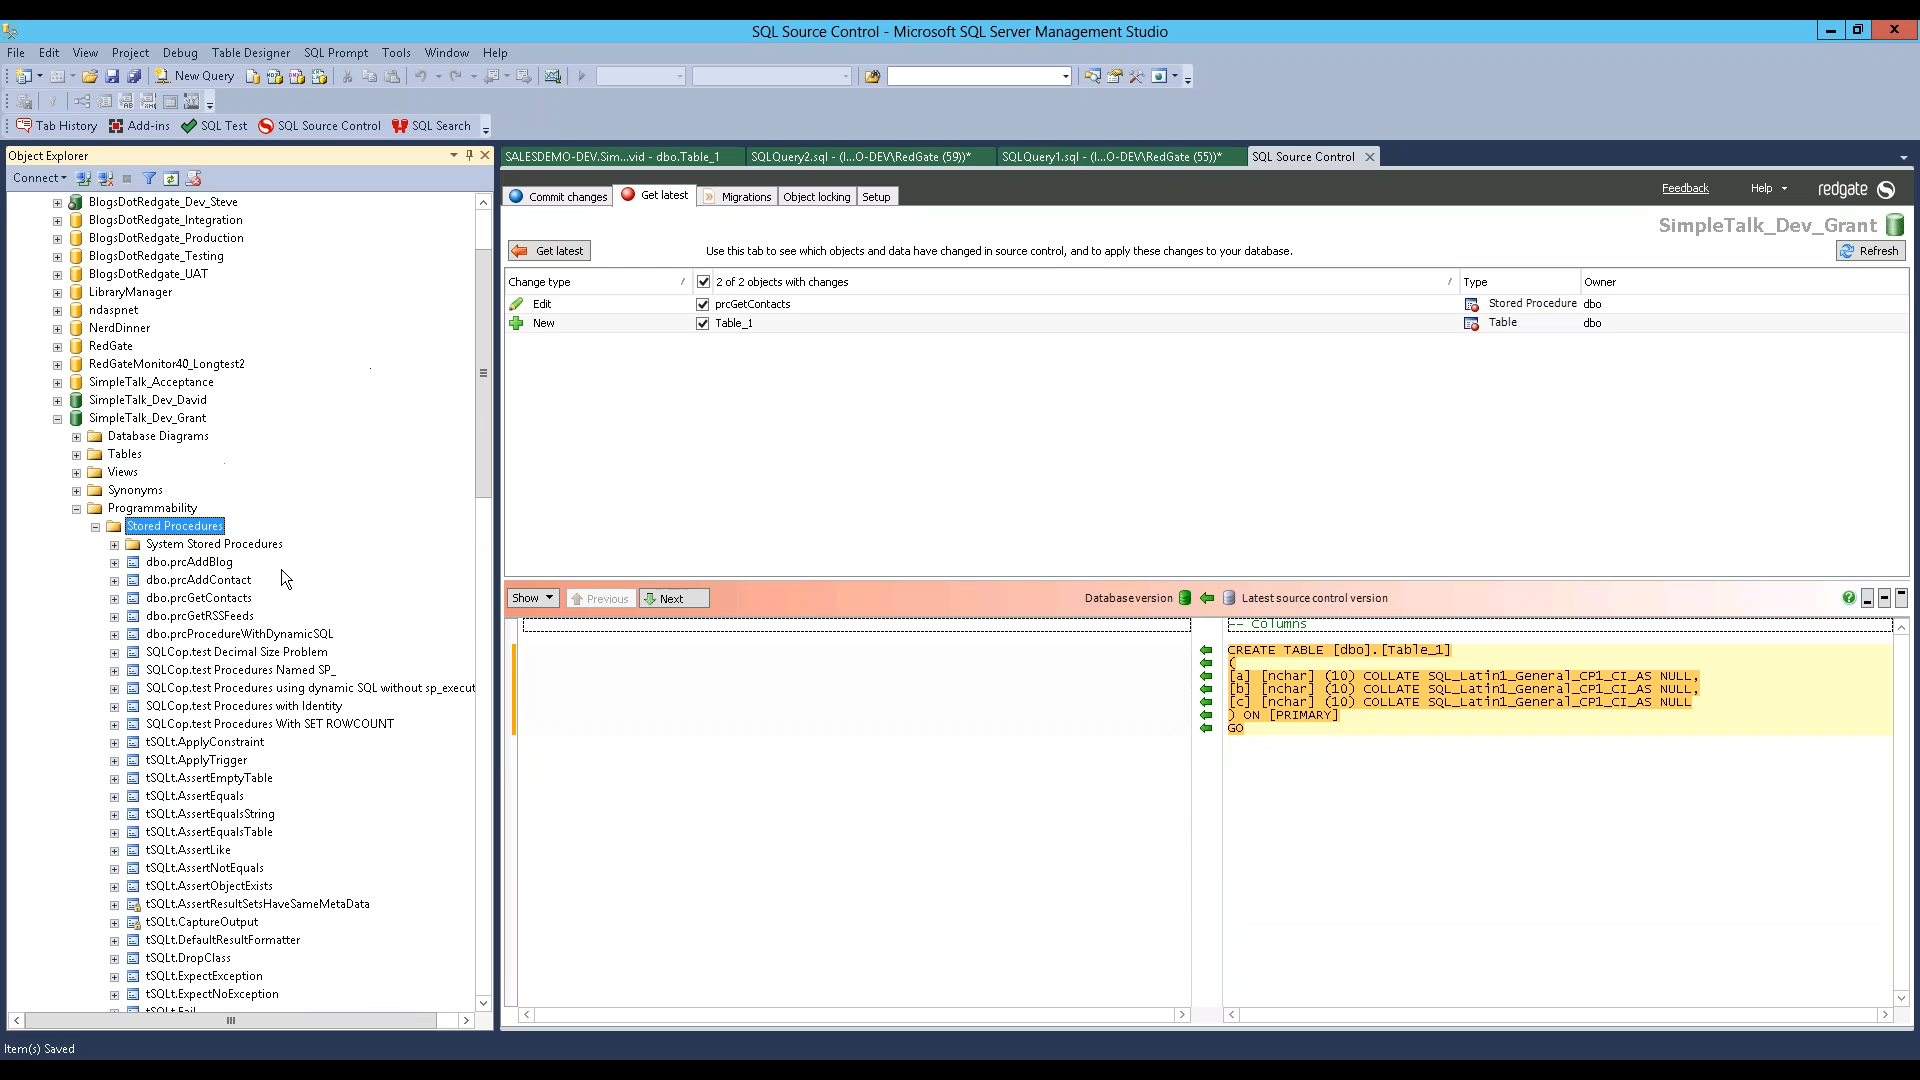 SQL Source Control - Microsoft SQL Server Management Studio
File Edit View Project Debug Table Designer SQL Prompt Tools Window Help
New Query
Tab History Add-ins SQL Test SQL Source Control SQL Search
Object Explorer
Connect
BlogsDotRedgate_Dev_Steve
BlogsDotRedgate_Integration
BlogsDotRedgate_Production
BlogsDotRedgate_Testing
BlogsDotRedgate_UAT
LibraryManager
ndaspnet
NerdDinner
RedGate
RedGateMonitor40_Longtest2
SimpleTalk_Acceptance
SimpleTalk_Dev_David
SimpleTalk_Dev_Grant
Database Diagrams
Tables
Views
Synonyms
Programmability
Stored Procedures
System Stored Procedures
dbo.prcAddBlog
dbo.prcAddContact
dbo.prcGetContacts
dbo.prcGetRSSFeeds
dbo.prcProcedureWithDynamicSQL
SQLCop.test Decimal Size Problem
SQLCop.test Procedures Named SP_
SQLCop.test Procedures using dynamic SQL without sp_execut
SQLCop.test Procedures with Identity
SQLCop.test Procedures With SET ROWCOUNT
tSQLt.ApplyConstraint
tSQLt.ApplyTrigger
tSQLt.AssertEmptyTable
tSQLt.AssertEquals
tSQLt.AssertEqualsString
tSQLt.AssertEqualsTable
tSQLt.AssertLike
tSQLt.AssertNotEquals
tSQLt.AssertObjectExists
tSQLt.AssertResultSetsHaveSameMetaData
tSQLt.CaptureOutput
tSQLt.DefaultResultFormatter
tSQLt.DropClass
tSQLt.ExpectException
tSQLt.ExpectNoException
tSQLt.Fail
SALESDEMO-DEV.Sim...vid - dbo.Table_1 SQLQuery2.sql - (l...O-DEV\RedGate (59))* SQLQuery1.sql - (l...O-DEV\RedGate (55))* SQL Source Control
Commit changes Get latest Migrations Object locking Setup
Feedback Help redgate
SimpleTalk_Dev_Grant
Get latest Use this tab to see which objects and data have changed in source control, and to apply these changes to your database. Refresh
Change type 2 of 2 objects with changes Type Owner
Edit prcGetContacts Stored Procedure dbo
New Table_1 Table dbo
Show Previous Next Database version Latest source control version
-- Columns
CREATE TABLE [dbo].[Table_1]
(
[a] [nchar] (10) COLLATE SQL_Latin1_General_CP1_CI_AS NULL,
[b] [nchar] (10) COLLATE SQL_Latin1_General_CP1_CI_AS NULL,
[c] [nchar] (10) COLLATE SQL_Latin1_General_CP1_CI_AS NULL
) ON [PRIMARY]
GO
Item(s) Saved